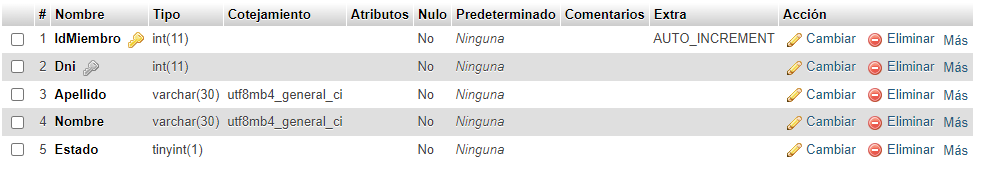 # Nombre Tipo Cotejamiento Atributos Nulo Predeterminado Comentarios Extra Acción
1 IdMiembro int(11) No Ninguna AUTO_INCREMENT Cambiar Eliminar Más
2 Dni int(11) No Ninguna Cambiar Eliminar Más
3 Apellido varchar(30) utf8mb4_general_ci No Ninguna Cambiar Eliminar Más
4 Nombre varchar(30) utf8mb4_general_ci No Ninguna Cambiar Eliminar Más
5 Estado tinyint(1) No Ninguna Cambiar Eliminar Más